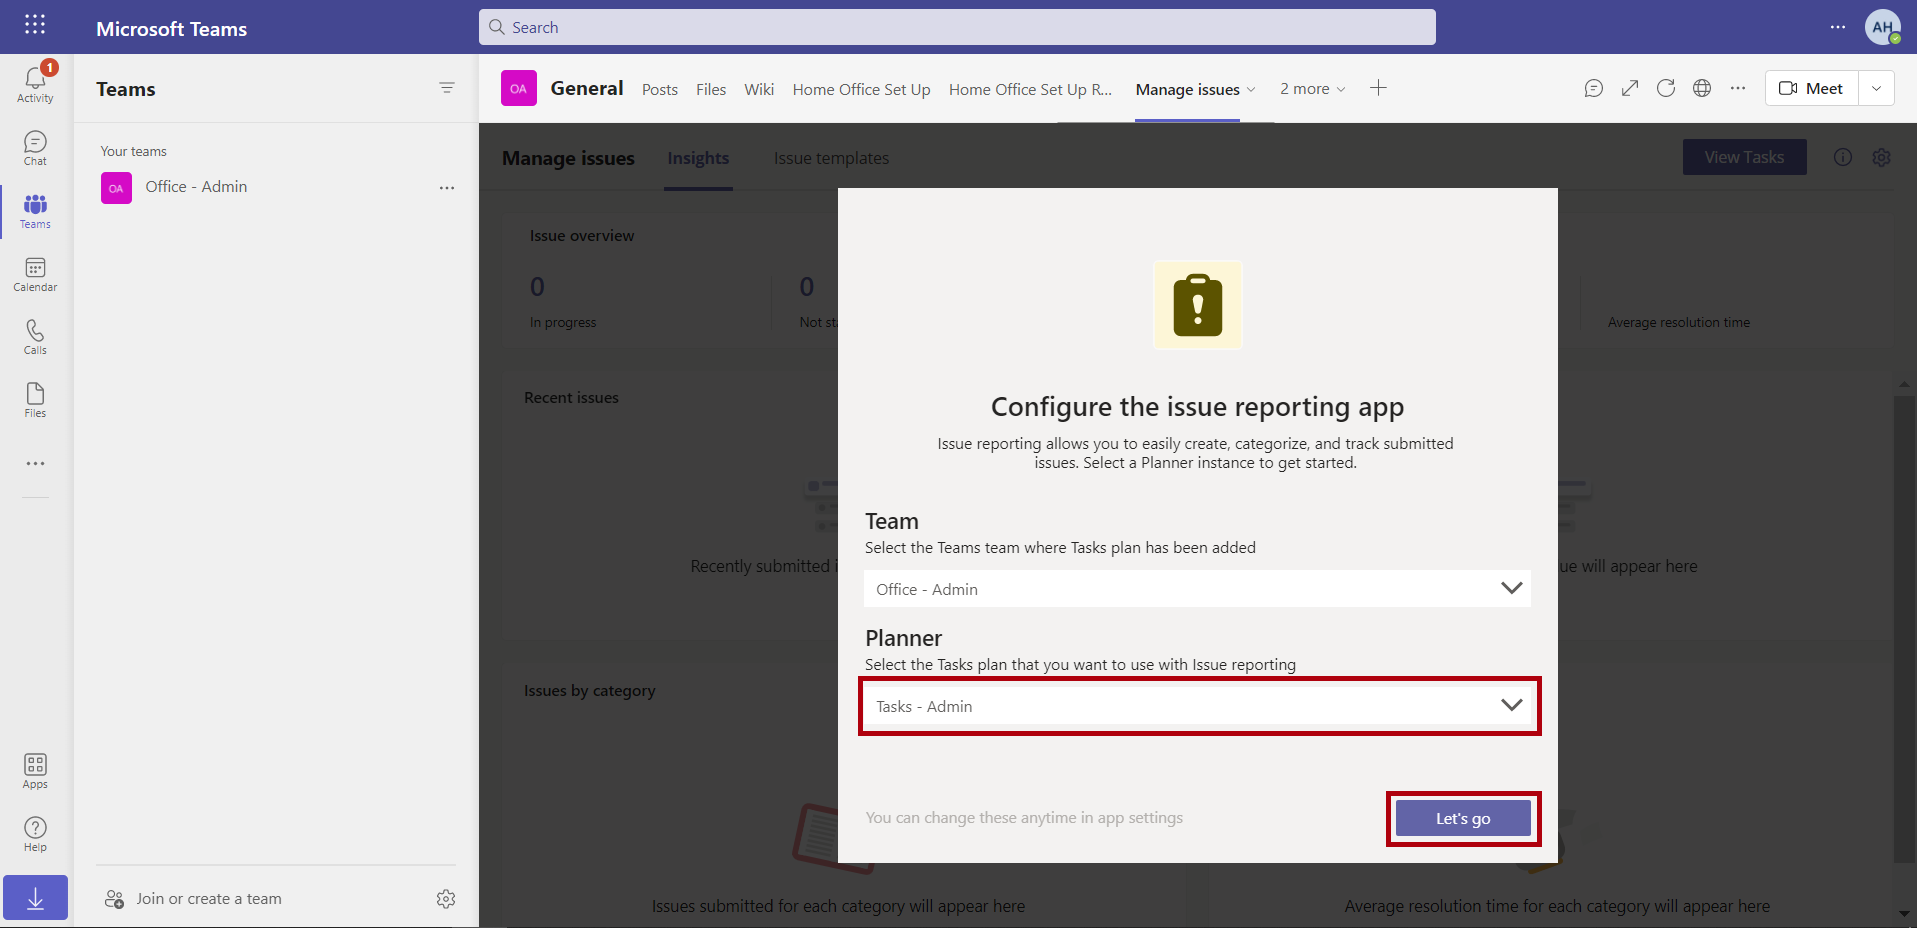 Microsoft Teams
Search
AH
1
Activity
Chat
Teams
Calendar
Calls
Files
Apps
Help
Teams
Your teams
OA
Office - Admin
Join or create a team
OA
General
Posts
Files
Wiki
Home Office Set Up
Home Office Set Up R...
Manage issues
2 more
Meet
Manage issues
Insights
Issue templates
View Tasks
Issue overview
0
In progress
0
Not sta
Average resolution time
Recent issues
Recently submitted i
ue will appear here
Issues by category
Issues submitted for each category will appear here
Average resolution time for each category will appear here
Configure the issue reporting app
Issue reporting allows you to easily create, categorize, and track submitted
issues. Select a Planner instance to get started.
Team
Select the Teams team where Tasks plan has been added
Office - Admin
Planner
Select the Tasks plan that you want to use with Issue reporting
Tasks - Admin
You can change these anytime in app settings
Let's go